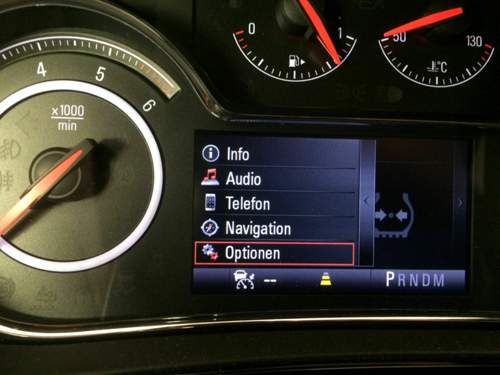 0
1
50
130
°C
4
5
6
x1000
min
i Info
Audio
Telefon
Navigation
Optionen
--
PRNDM